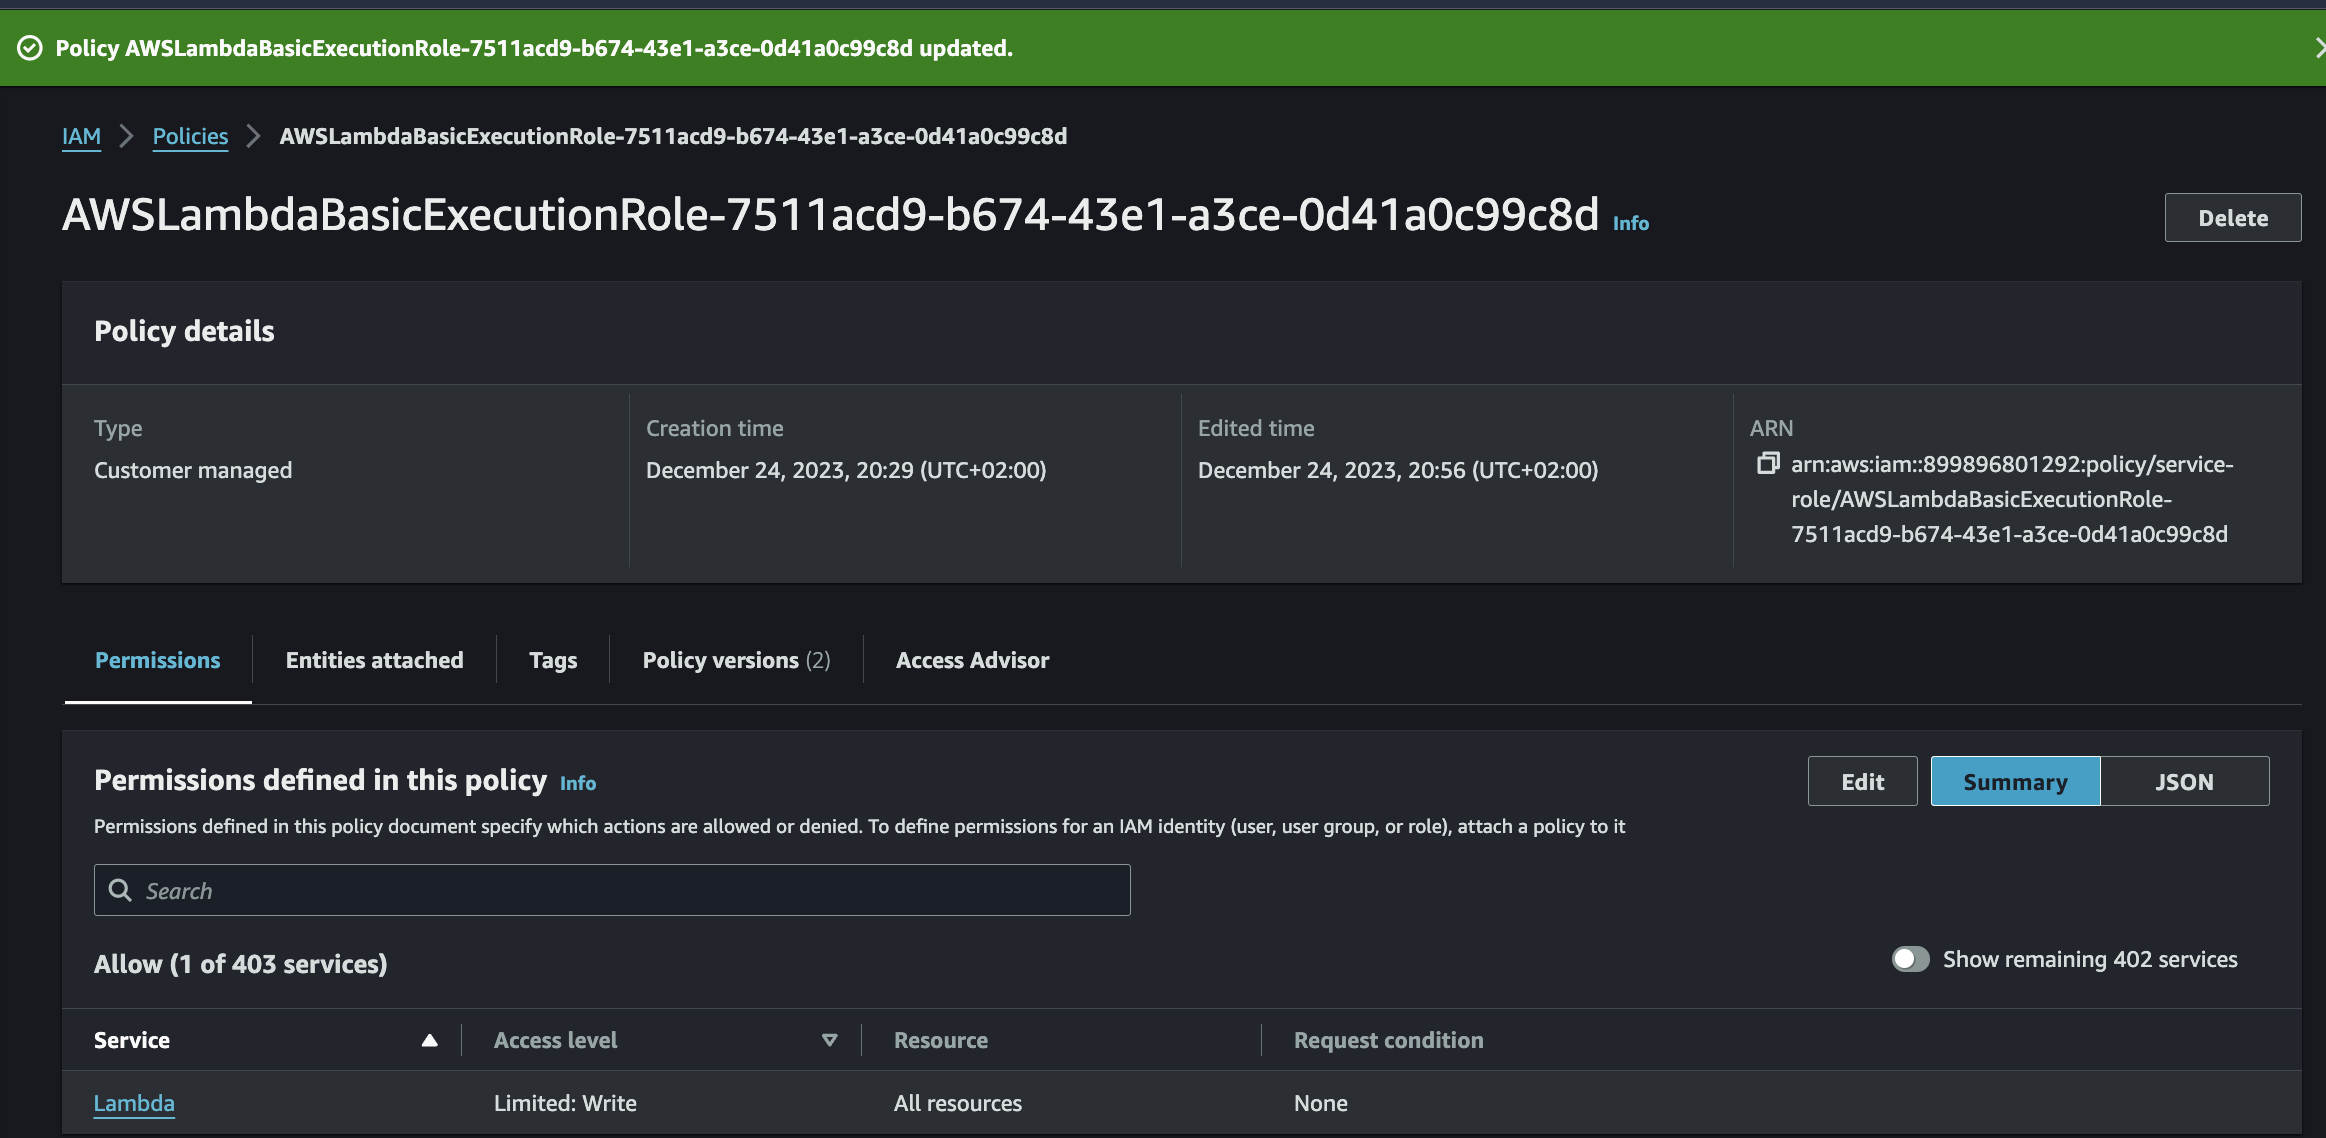 Policy AWSLambdaBasicExecutionRole-7511acd9-b674-43e1-a3ce-0d41a0c99c8d updated.
IAM > Policies > AWSLambdaBasicExecutionRole-7511acd9-b674-43e1-a3ce-0d41a0c99c8d
AWSLambdaBasicExecutionRole-7511acd9-b674-43e1-a3ce-0d41a0c99c8d Info
Delete
Policy details
Type
Customer managed
Creation time
December 24, 2023, 20:29 (UTC+02:00)
Edited time
December 24, 2023, 20:56 (UTC+02:00)
ARN
arn:aws:iam::899896801292:policy/service-
role/AWSLambdaBasicExecutionRole-
7511acd9-b674-43e1-a3ce-0d41a0c99c8d
Permissions Entities attached Tags Policy versions (2) Access Advisor
Permissions defined in this policy Info
Edit Summary JSON
Permissions defined in this policy document specify which actions are allowed or denied. To define permissions for an IAM identity (user, user group, or role), attach a policy to it
Search
Allow (1 of 403 services)
Show remaining 402 services
Service Access level Resource Request condition
Lambda Limited: Write All resources None